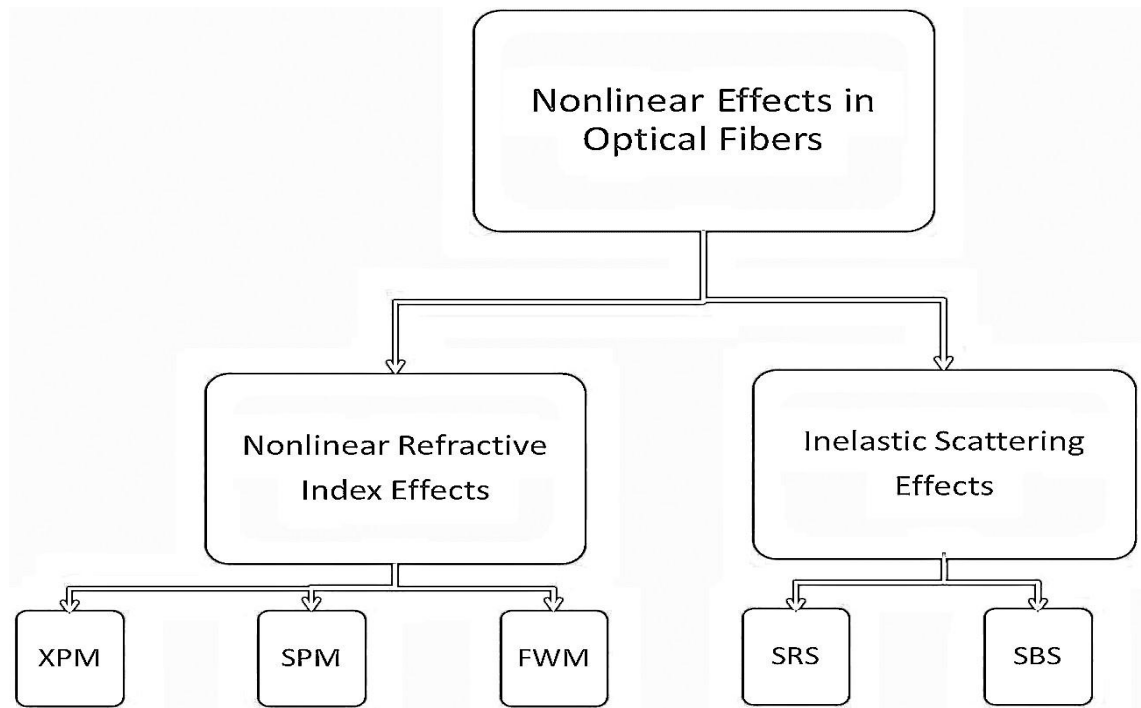 Nonlinear Effects in
Optical Fibers
Nonlinear Refractive
Index Effects
Inelastic Scattering
Effects
XPM
SPM
FWM
SRS
SBS